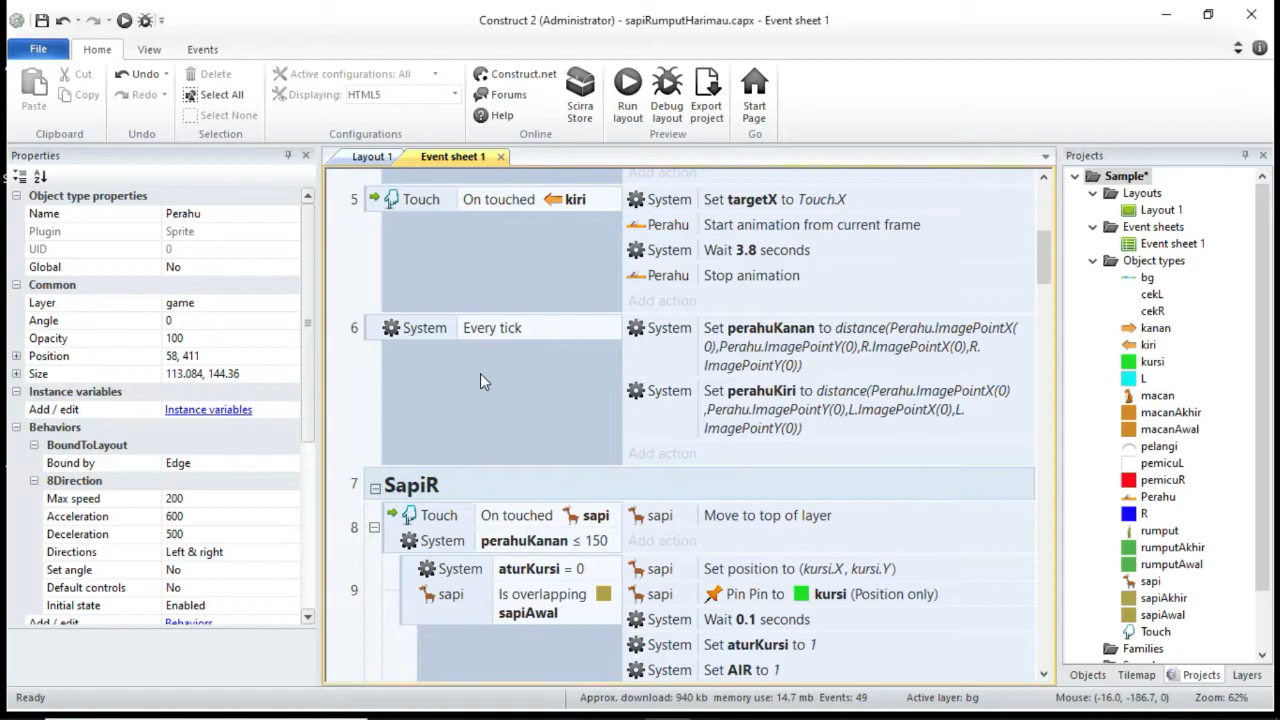 Construct 2 (Administrator) - sapiRumputHarimau.capx - Event sheet 1
File
Home
View
Events
Paste
Cut
Copy
Clipboard
Undo
Redo
Undo
Delete
Select All
Select None
Selection
Active configurations: All
Displaying: HTML5
Configurations
Construct.net
Forums
Help
Scirra
Store
Online
Run
layout
Debug
layout
Export
project
Preview
Start
Page
Go
Properties
Object type properties
Name Perahu
Plugin Sprite
UID 0
Global No
Common
Layer game
Angle 0
Opacity 100
Position 58, 411
Size 113.084, 144.36
Instance variables
Add / edit Instance variables
Behaviors
BoundToLayout
Bound by Edge
8Direction
Max speed 200
Acceleration 600
Deceleration 500
Directions Left & right
Set angle No
Default controls No
Initial state Enabled
Add / edit Behaviors
Layout 1
Event sheet 1
Add action
5 Touch On touched kiri System Set targetX to Touch.X
Perahu Start animation from current frame
System Wait 3.8 seconds
Perahu Stop animation
Add action
6 System Every tick System Set perahuKanan to distance(Perahu.ImagePointX(
0),Perahu.ImagePointY(0),R.ImagePointX(0),R.
ImagePointY(0))
System Set perahuKiri to distance(Perahu.ImagePointX(0)
,Perahu.ImagePointY(0),L.ImagePointX(0),L.
ImagePointY(0))
Add action
7 SapiR
8 Touch On touched sapi sapi Move to top of layer
System perahuKanan ≤ 150 Add action
9 System aturKursi = 0 sapi Set position to (kursi.X, kursi.Y)
sapi Is overlapping sapi Pin Pin to kursi (Position only)
sapiAwal
System Wait 0.1 seconds
System Set aturKursi to 1
System Set AIR to 1
Projects
Sample*
Layouts
Layout 1
Event sheets
Event sheet 1
Object types
bg
cekL
cekR
kanan
kiri
kursi
L
macan
macanAkhir
macanAwal
pelangi
pemicuL
pemicuR
Perahu
R
rumput
rumputAkhir
rumputAwal
sapi
sapiAkhir
sapiAwal
Touch
Families
Objects
Tilemap
Projects
Layers
Ready
Approx. download: 940 kb memory use: 14.7 mb Events: 49
Active layer: bg
Mouse: (-16.0, -186.7, 0)
Zoom: 62%